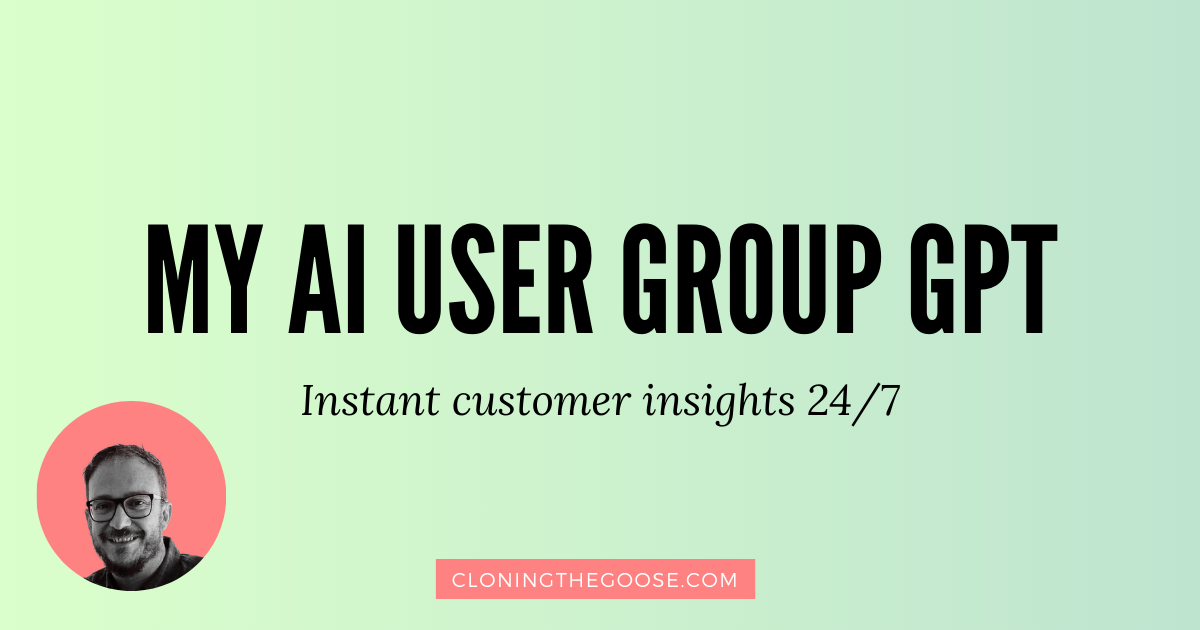 MY AI USER GROUP GPT
Instant customer insights 24/7
CLONINGTHEGOOSE.COM